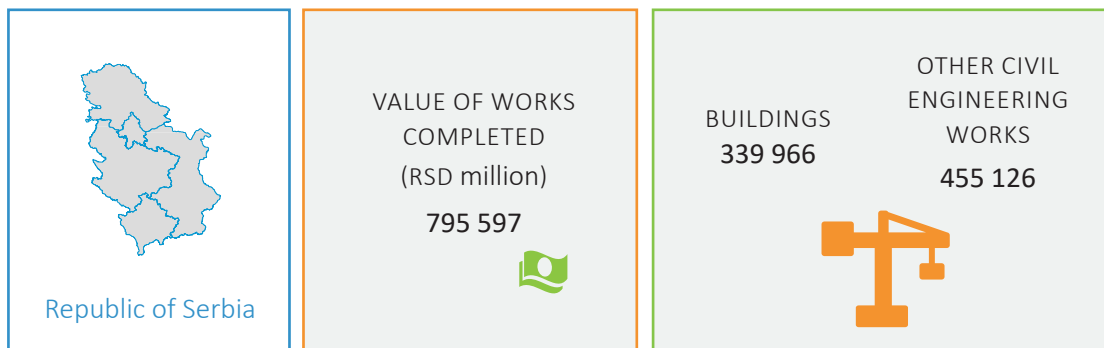 Republic of Serbia
VALUE OF WORKS
COMPLETED
(RSD million)
795 597
BUILDINGS
339 966
OTHER CIVIL
ENGINEERING
WORKS
455 126